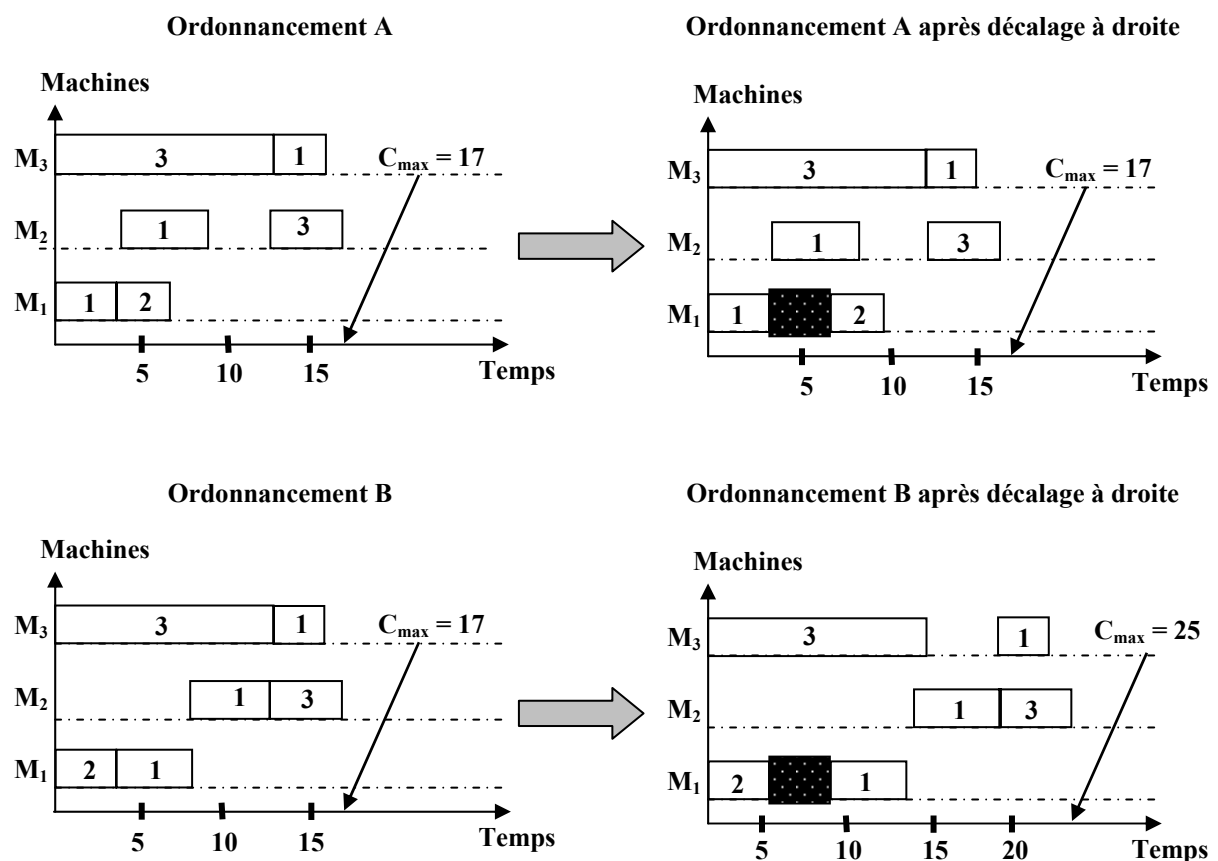 Ordonnancement A
Machines
M3
3
1
Cmax = 17
M2
1
3
M1
1
2
5
10
15
Temps
Ordonnancement A après décalage à droite
Machines
M3
3
1
Cmax = 17
M2
1
3
M1
1
2
5
10
15
Temps
Ordonnancement B
Machines
M3
3
1
Cmax = 17
M2
1
3
M1
2
1
5
10
15
Temps
Ordonnancement B après décalage à droite
Machines
M3
3
1
Cmax = 25
M2
1
3
M1
2
1
5
10
15
20
Temps